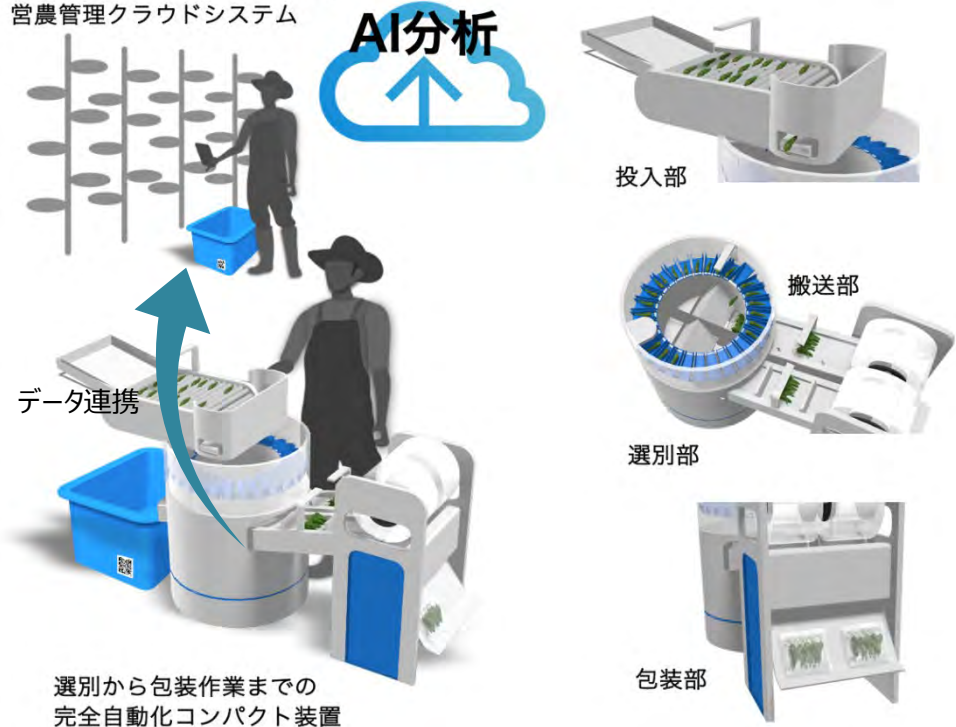 営農管理クラウドシステム
AI分析
投入部
搬送部
データ連携
選別部
包装部
選別から包装作業までの
完全自動化コンパクト装置